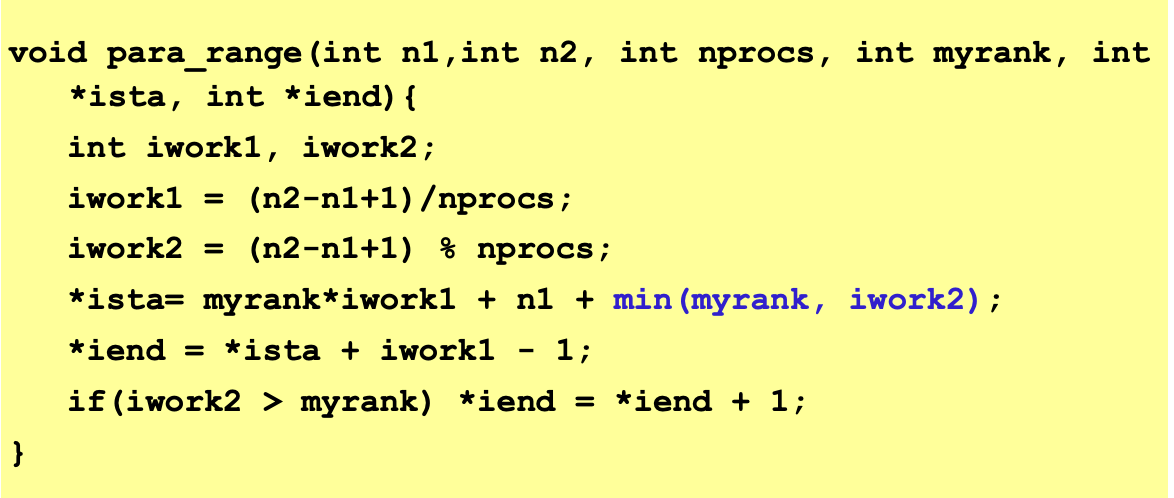 void para_range(int n1,int n2, int nprocs, int myrank, int
*ista, int *iend){
int iwork1, iwork2;
iwork1 = (n2-n1+1)/nprocs;
iwork2 = (n2-n1+1) % nprocs;
*ista= myrank*iwork1 + n1 + min(myrank, iwork2);
*iend = *ista + iwork1 - 1;
if(iwork2 > myrank) *iend = *iend + 1;
}